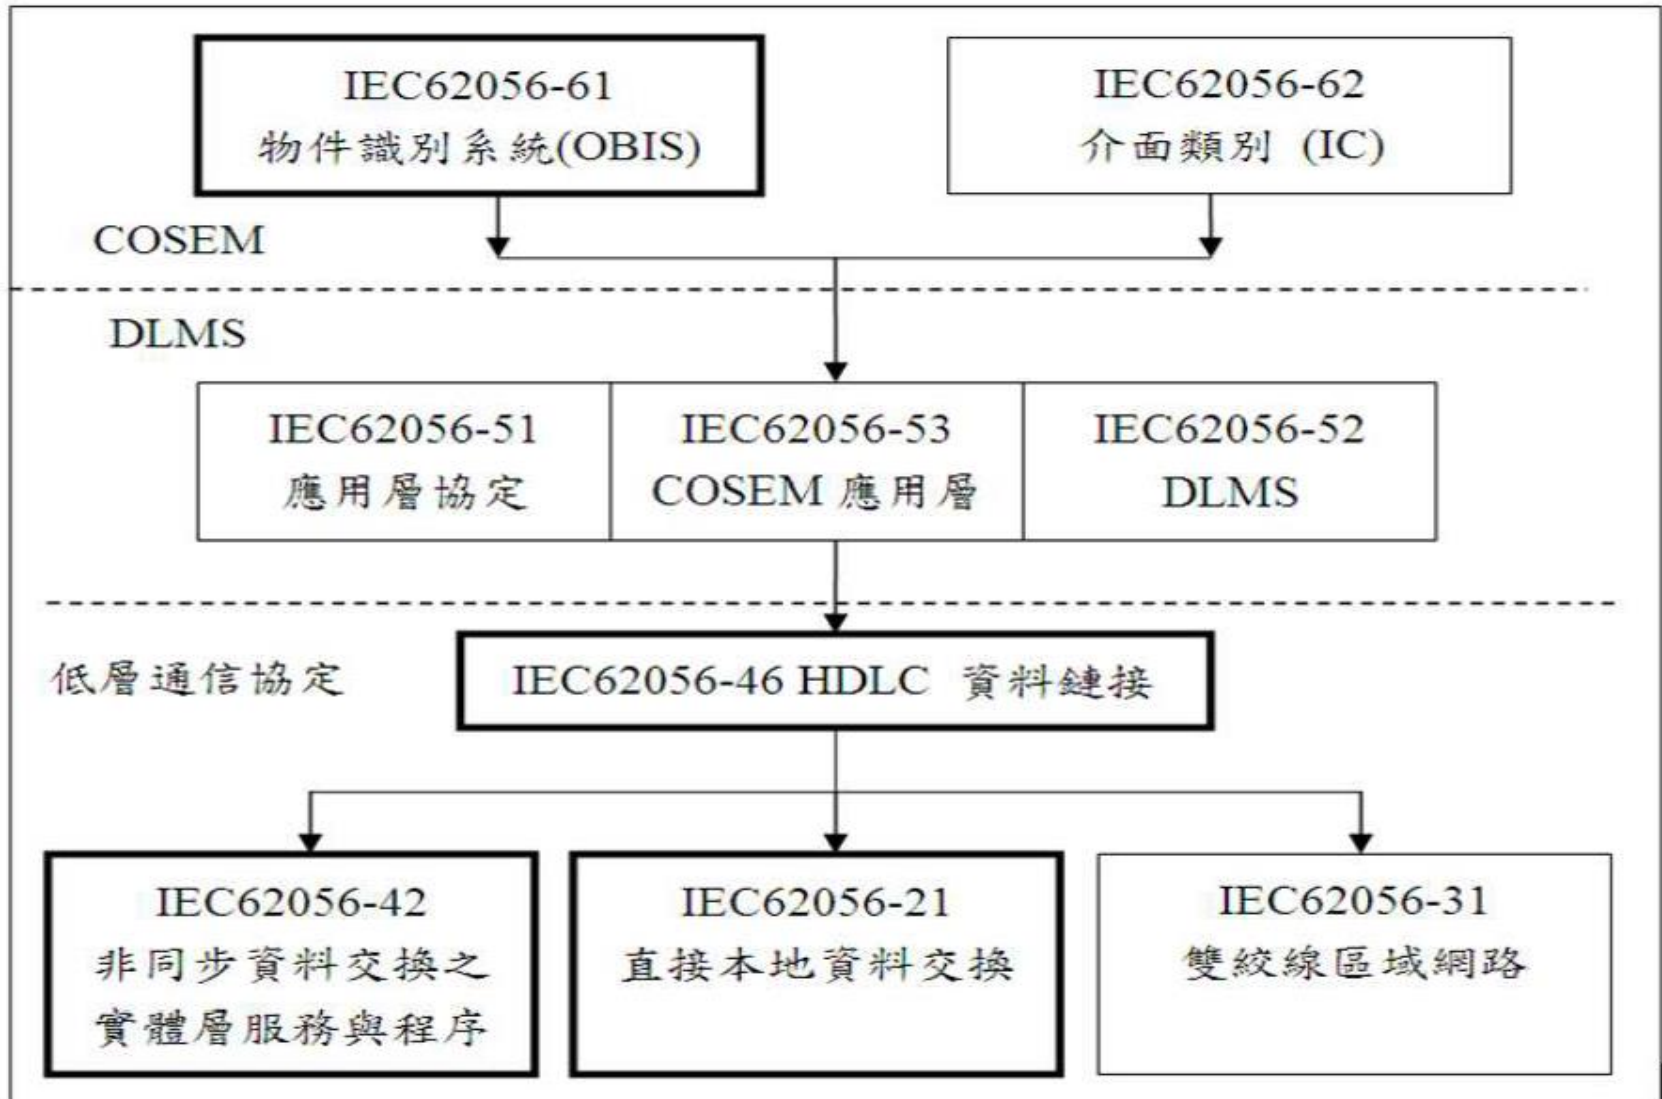 IEC62056-61
物件識別系統(OBIS)
IEC62056-62
介面類別 (IC)
COSEM
DLMS
IEC62056-51
應用層協定
IEC62056-53
COSEM 應用層
IEC62056-52
DLMS
低層通信協定
IEC62056-46 HDLC 資料鏈接
IEC62056-42
非同步資料交換之
實體層服務與程序
IEC62056-21
直接本地資料交換
IEC62056-31
雙絞線區域網路